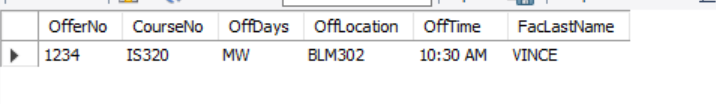 OfferNo CourseNo OffDays OffLocation OffTime FacLastName
1234 IS320 MW BLM302 10:30 AM VINCE